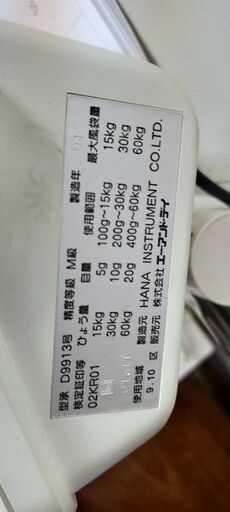 型承 D9913号 精度等級 M級 製造年 01
検定証印等 ひょう量 目量 使用範囲 最大風袋量
02KR01 15kg 5g 100g~15kg 15kg
30kg 10g 200g~30kg 30kg
60kg 20g 400g~60kg 60kg
製造元 HANA INSTRUMENT CO.LTD.
使用地域 9.10 区 販売元 株式会社 エーアンド・デイ